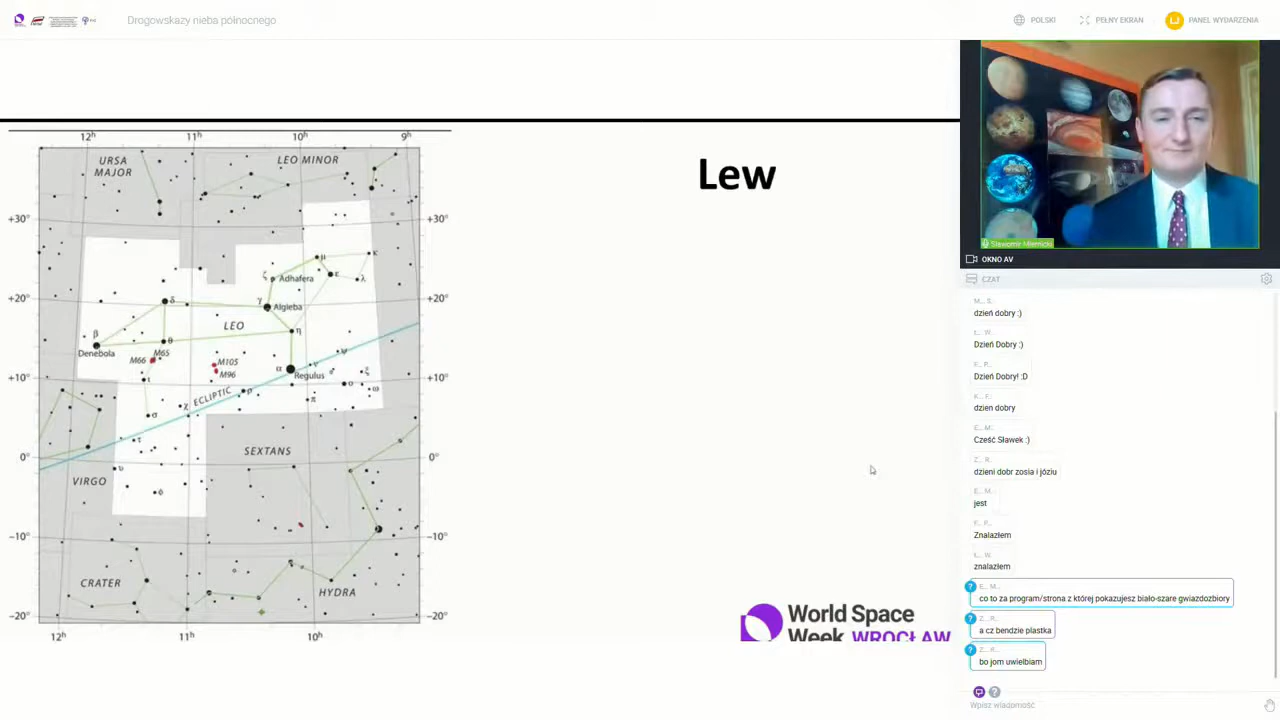 Drogowskazy nieba północnego
POLSKI
PEŁNY EKRAN
PANEL WYDARZENIA
12h
11h
10h
9h
URSA
MAJOR
LEO MINOR
+30°
+30°
μ
κ
ζ
Adhafera
ε
λ
+20°
δ
γ
Algieba
+20°
LEO
η
β
θ
Denebola
M66
M65
M105
M96
α
Regulus
ν
ψ
ξ
+10°
ι
ο
ω
+10°
ECLIPTIC
ρ
π
χ
σ
τ
0°
SEXTANS
0°
υ
VIRGO
φ
-10°
-10°
CRATER
HYDRA
-20°
-20°
12h
11h
10h
Lew
World Space
Week WROCŁAW
Sławomir Miernicki
OKNO AV
CZAT
M... S.
dzień dobry :)
Ł... W.
Dzień Dobry :)
F... P...
Dzień Dobry! :D
K... F.
dzien dobry
E... M.
Cześć Sławek :)
Z... R.
dzieni dobr zosia i józiu
E... M...
jest
F... P...
Znalazłem
Ł... W.
znalazłem
E... M...
co to za program/strona z której pokazujesz biało-szare gwiazdozbiory
Z... R...
a cz bendzie plastka
Z... R...
bo jom uwielbiam
Wpisz wiadomość